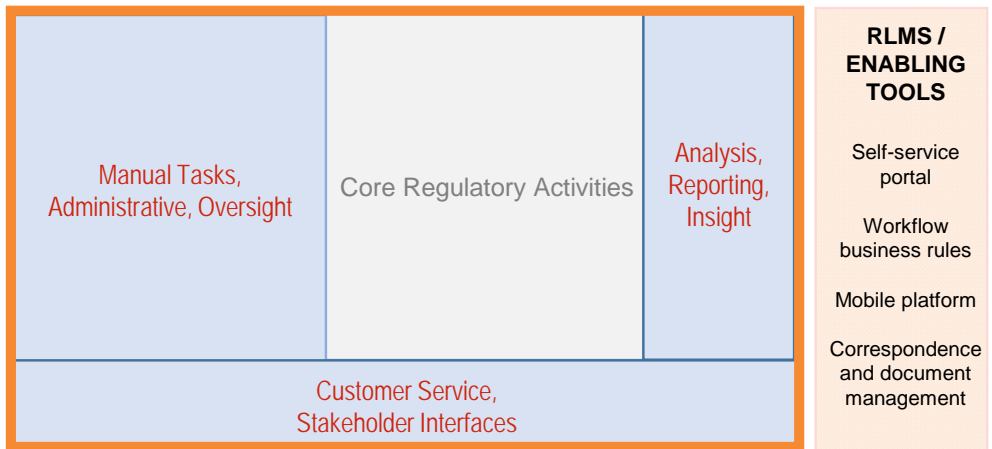 Manual Tasks,
Administrative, Oversight
Core Regulatory Activities
Analysis,
Reporting,
Insight
Customer Service,
Stakeholder Interfaces
RLMS /
ENABLING
TOOLS
Self-service
portal
Workflow
business rules
Mobile platform
Correspondence
and document
management